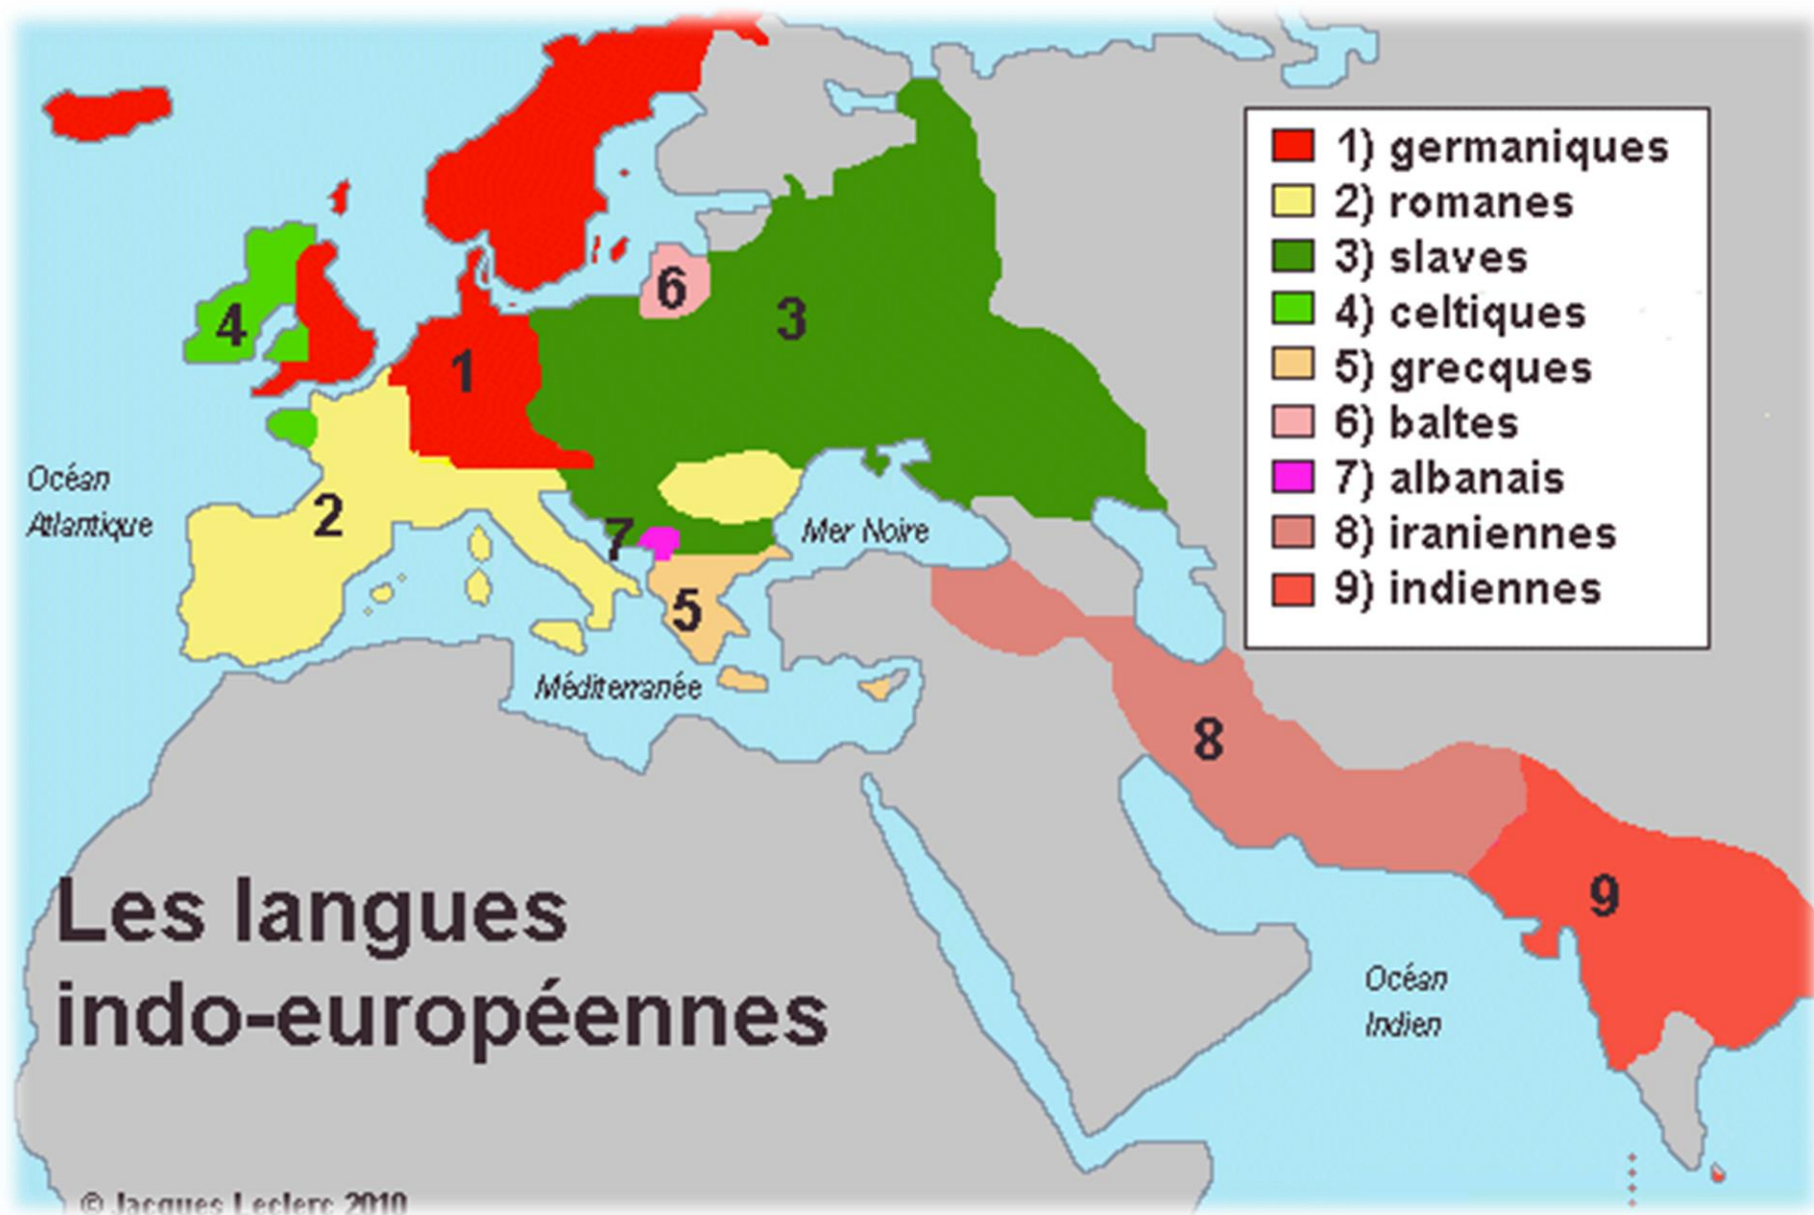 1) germaniques
2) romanes
3) slaves
4) celtiques
5) grecques
6) baltes
7) albanais
8) iraniennes
9) indiennes
6
3
4
1
Océan
Atlantique
2
7
Mer Noire
5
Méditerranée
8
9
Les langues
indo-européennes
Océan
Indien
© Jacques Leclerc 2010